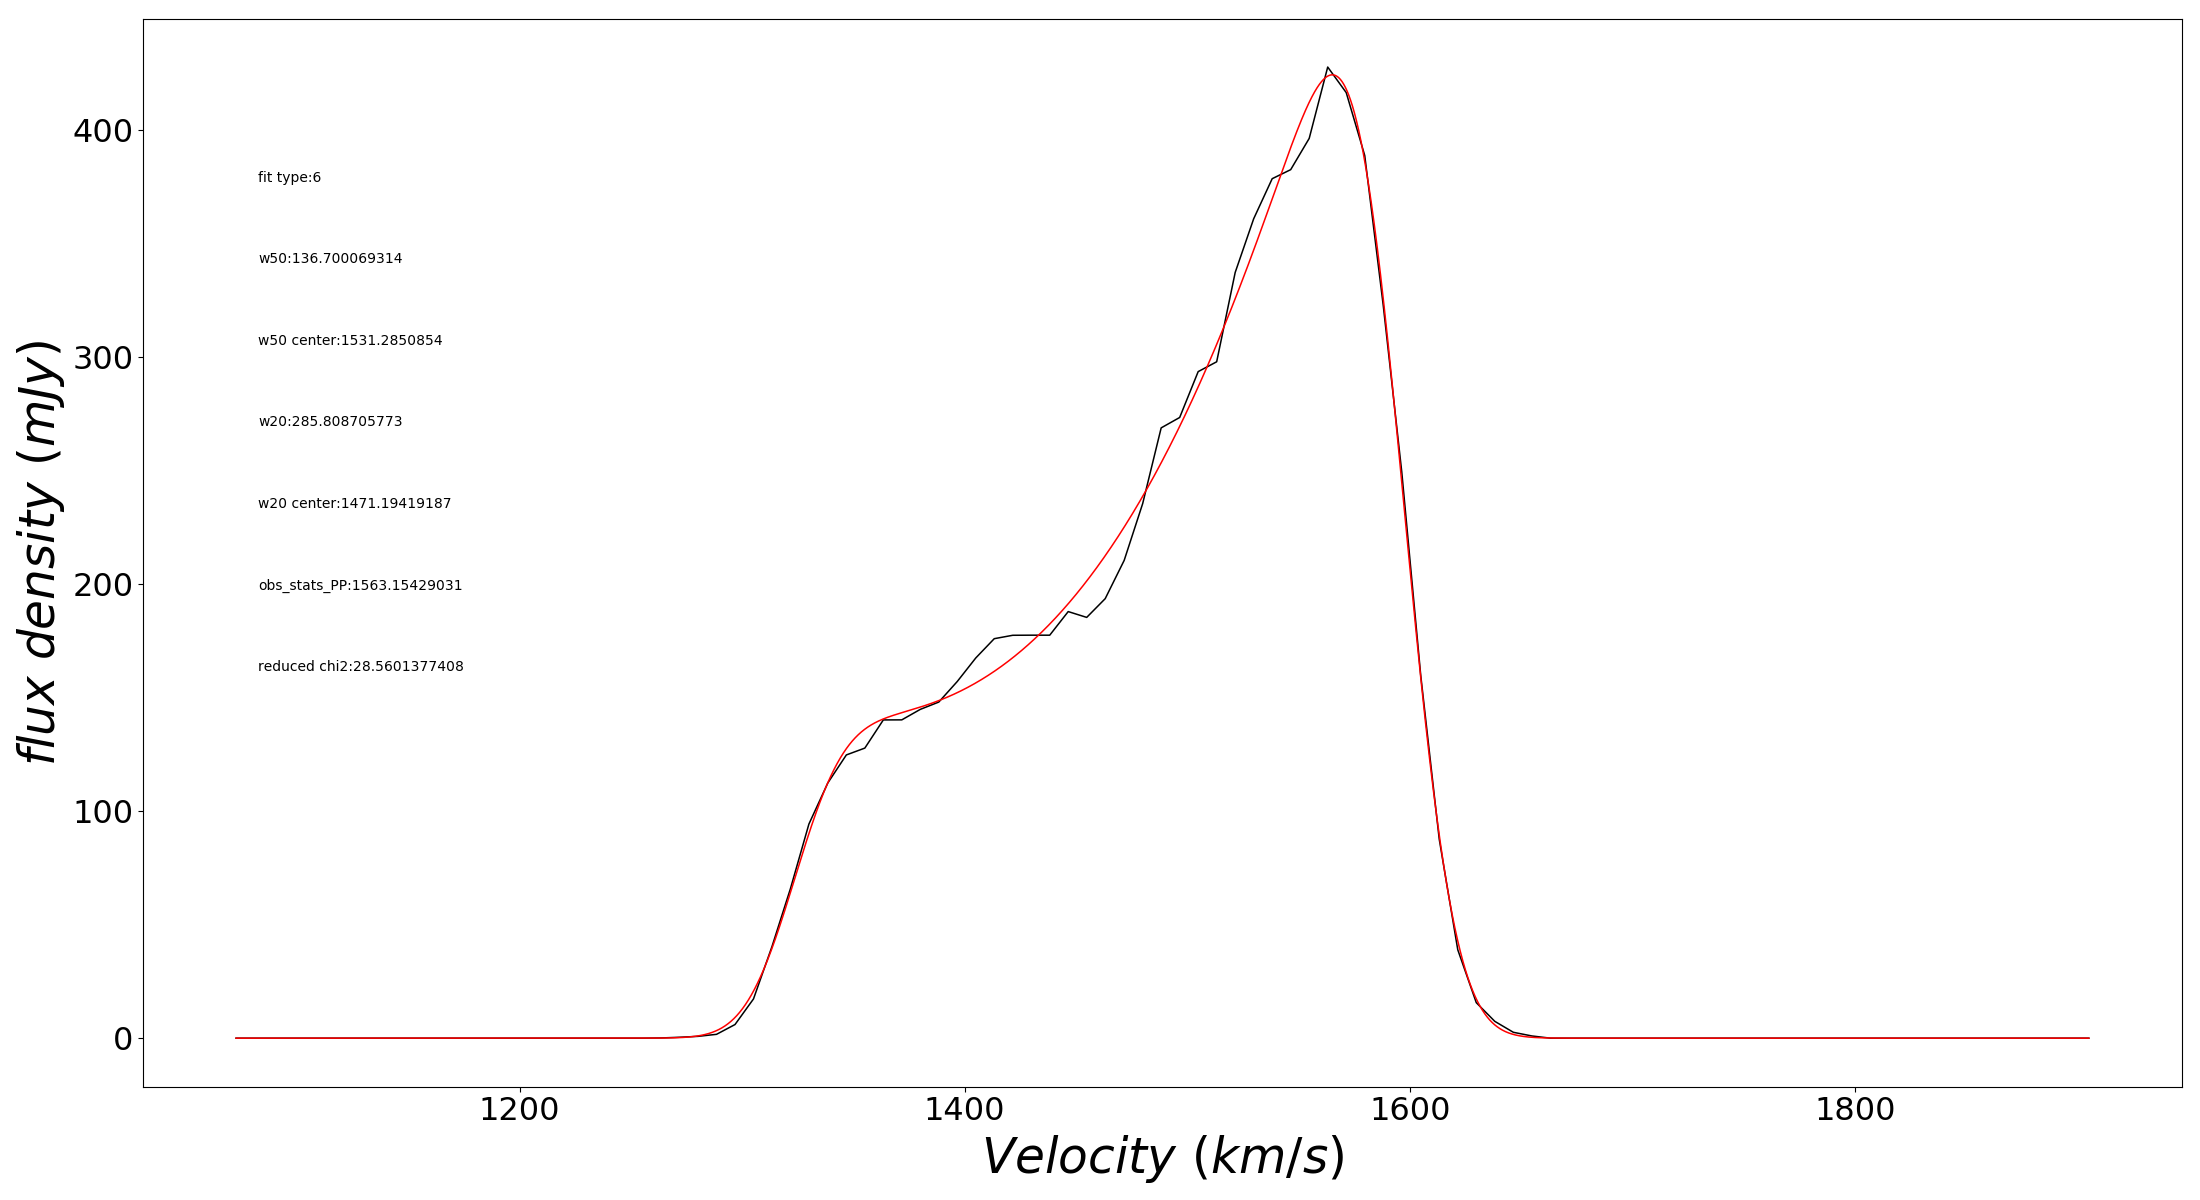 400
300
200
100
0
flux density (mJy)
fit type:6
w50:136.700069314
w50 center:1531.2850854
w20:285.808705773
w20 center:1471.19419187
obs_stats_PP:1563.15429031
reduced chi2:28.5601377408
1200 1400 1600 1800
Velocity (km/s)